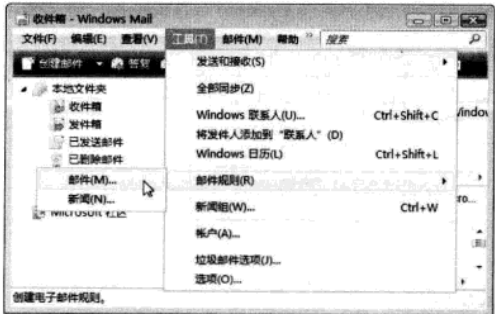 收件箱 - Windows Mail
文件(F) 编辑(E) 查看(V) 工具(T) 邮件(M) 帮助 » 搜索
创建邮件 答复
发送和接收(S)
全部同步(Z)
Windows 联系人(U)... Ctrl+Shift+C
将发件人添加到 "联系人" (D)
Windows 日历(L) Ctrl+Shift+L
邮件规则(R)
新闻组(W)... Ctrl+W
帐户(A)...
垃圾邮件选项(J)...
选项(O)...
本地文件夹
收件箱
发件箱
已发送邮件
已删除邮件
邮件(M)...
新闻(N)...
Microsoft 社区
创建电子邮件规则。